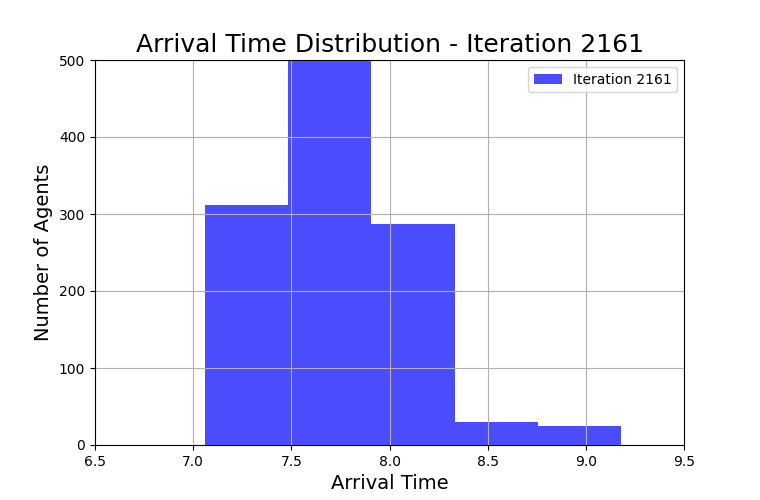 Arrival Time Distribution - Iteration 2161
Iteration 2161
Number of Agents
500
400
300
200
100
0
6.5 7.0 7.5 8.0 8.5 9.0 9.5
Arrival Time